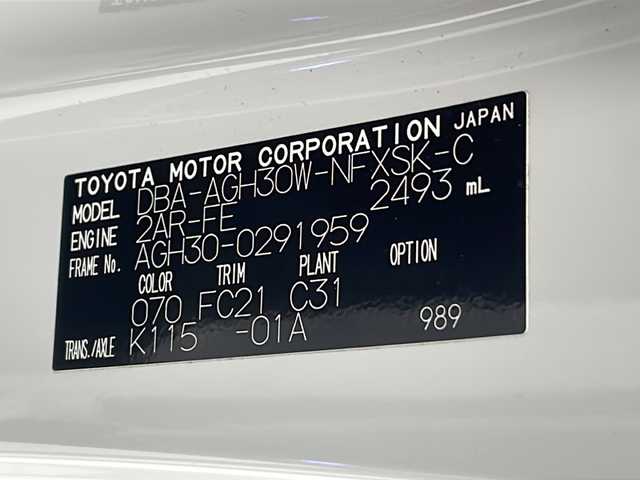 TOYOTA MOTOR CORPORATION JAPAN
MODEL DBA-AGH30W-NFXSK-C
ENGINE 2AR-FE 2493 mL
FRAME No. AGH30-0291959
COLOR TRIM PLANT OPTION
070 FC21 C31
TRANS./AXLE K115 -01A 989